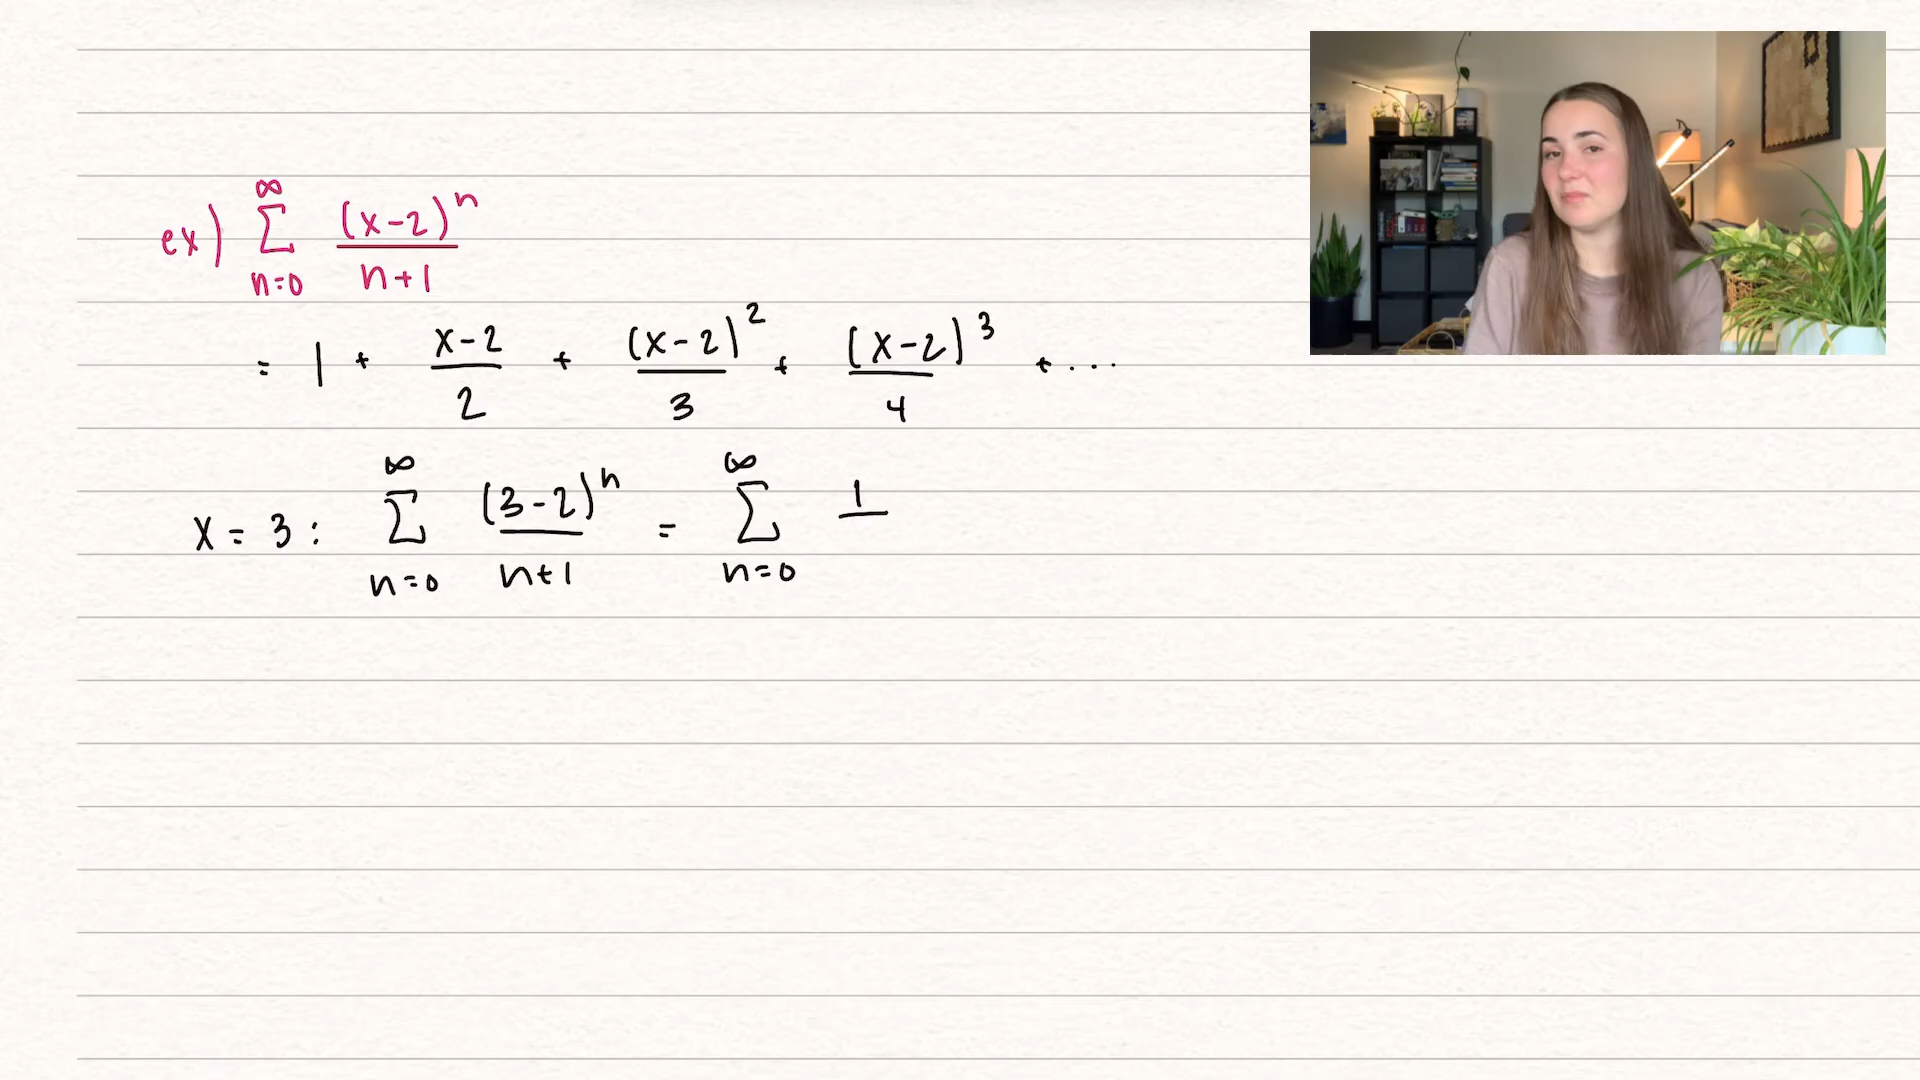 ex) ∞ Σ n=0 (x-2)^n / n+1
= 1 + x-2 / 2 + (x-2)^2 / 3 + (x-2)^3 / 4 + ...
x = 3 : ∞ Σ n=0 (3-2)^n / n+1 = ∞ Σ n=0 1 /